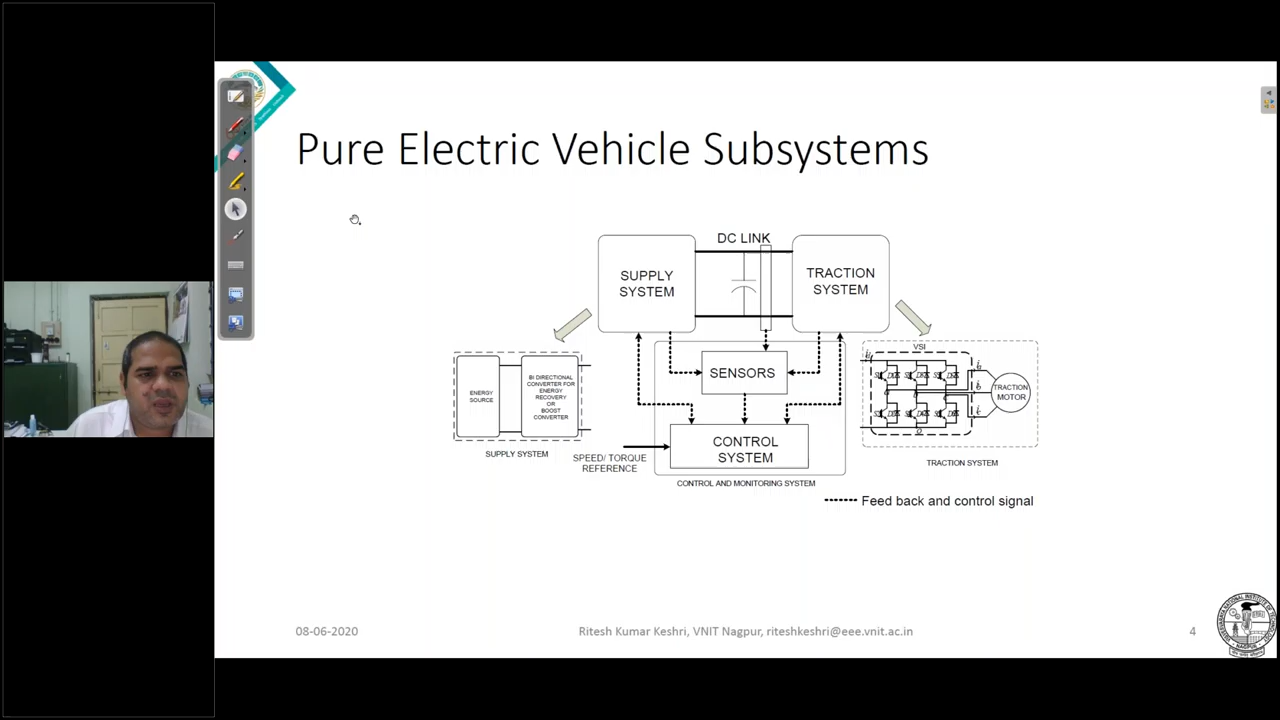 Pure Electric Vehicle Subsystems
DC LINK
SUPPLY
SYSTEM
TRACTION
SYSTEM
SENSORS
CONTROL
SYSTEM
SPEED/ TORQUE
REFERENCE
CONTROL AND MONITORING SYSTEM
ENERGY
SOURCE
BI DIRECTIONAL
CONVERTER FOR
ENERGY
RECOVERY
OR
BOOST
CONVERTER
SUPPLY SYSTEM
VSI
TRACTION
MOTOR
TRACTION SYSTEM
Feed back and control signal
08-06-2020
Ritesh Kumar Keshri, VNIT Nagpur, riteshkeshri@eee.vnit.ac.in
4